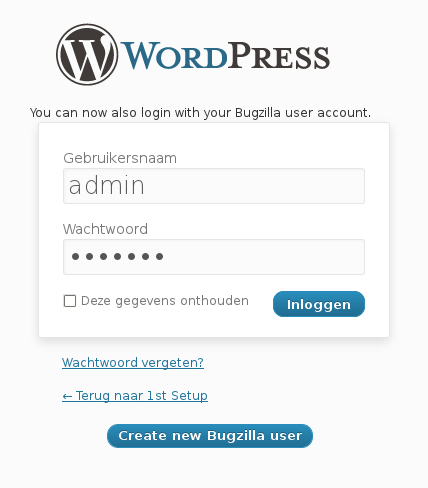 WORDPRESS
You can now also login with your Bugzilla user account.
Gebruikersnaam
admin
Wachtwoord
•••••••
Deze gegevens onthouden
Inloggen
Wachtwoord vergeten?
← Terug naar 1st Setup
Create new Bugzilla user